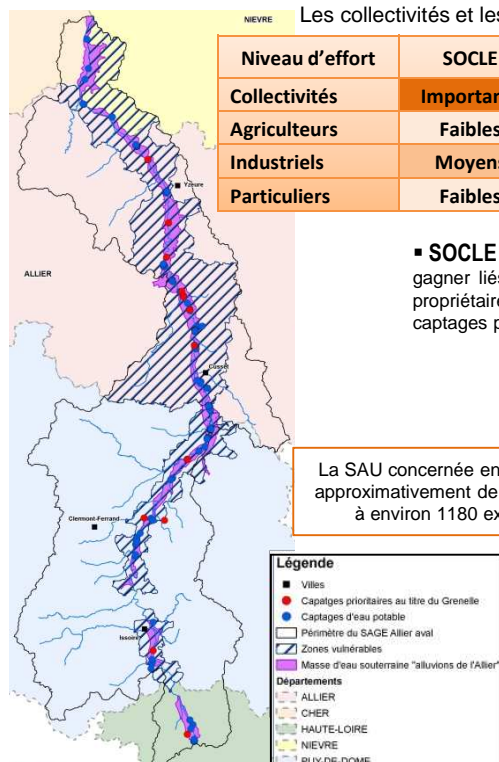 Les collectivités et les
Niveau d'effort SOCLE
Collectivités Importan
Agriculteurs Faibles
Industriels Moyens
Particuliers Faibles
▪ SOCLE
gagner liés
propriétaire
captages p
La SAU concernée en
approximativement de
à environ 1180 ex
NIEVRE
Yzeure
ALLIER
Cusset
Clermont-Ferrand
Issoire
Légende
Villes
Capatges prioritaires au titre du Grenelle
Captages d'eau potable
Périmètre du SAGE Allier aval
Zones vulnérables
Masse d'eau souterraine "alluvions de l'Allier"
Départements
ALLIER
CHER
HAUTE-LOIRE
NIEVRE
PUY-DE-DOME